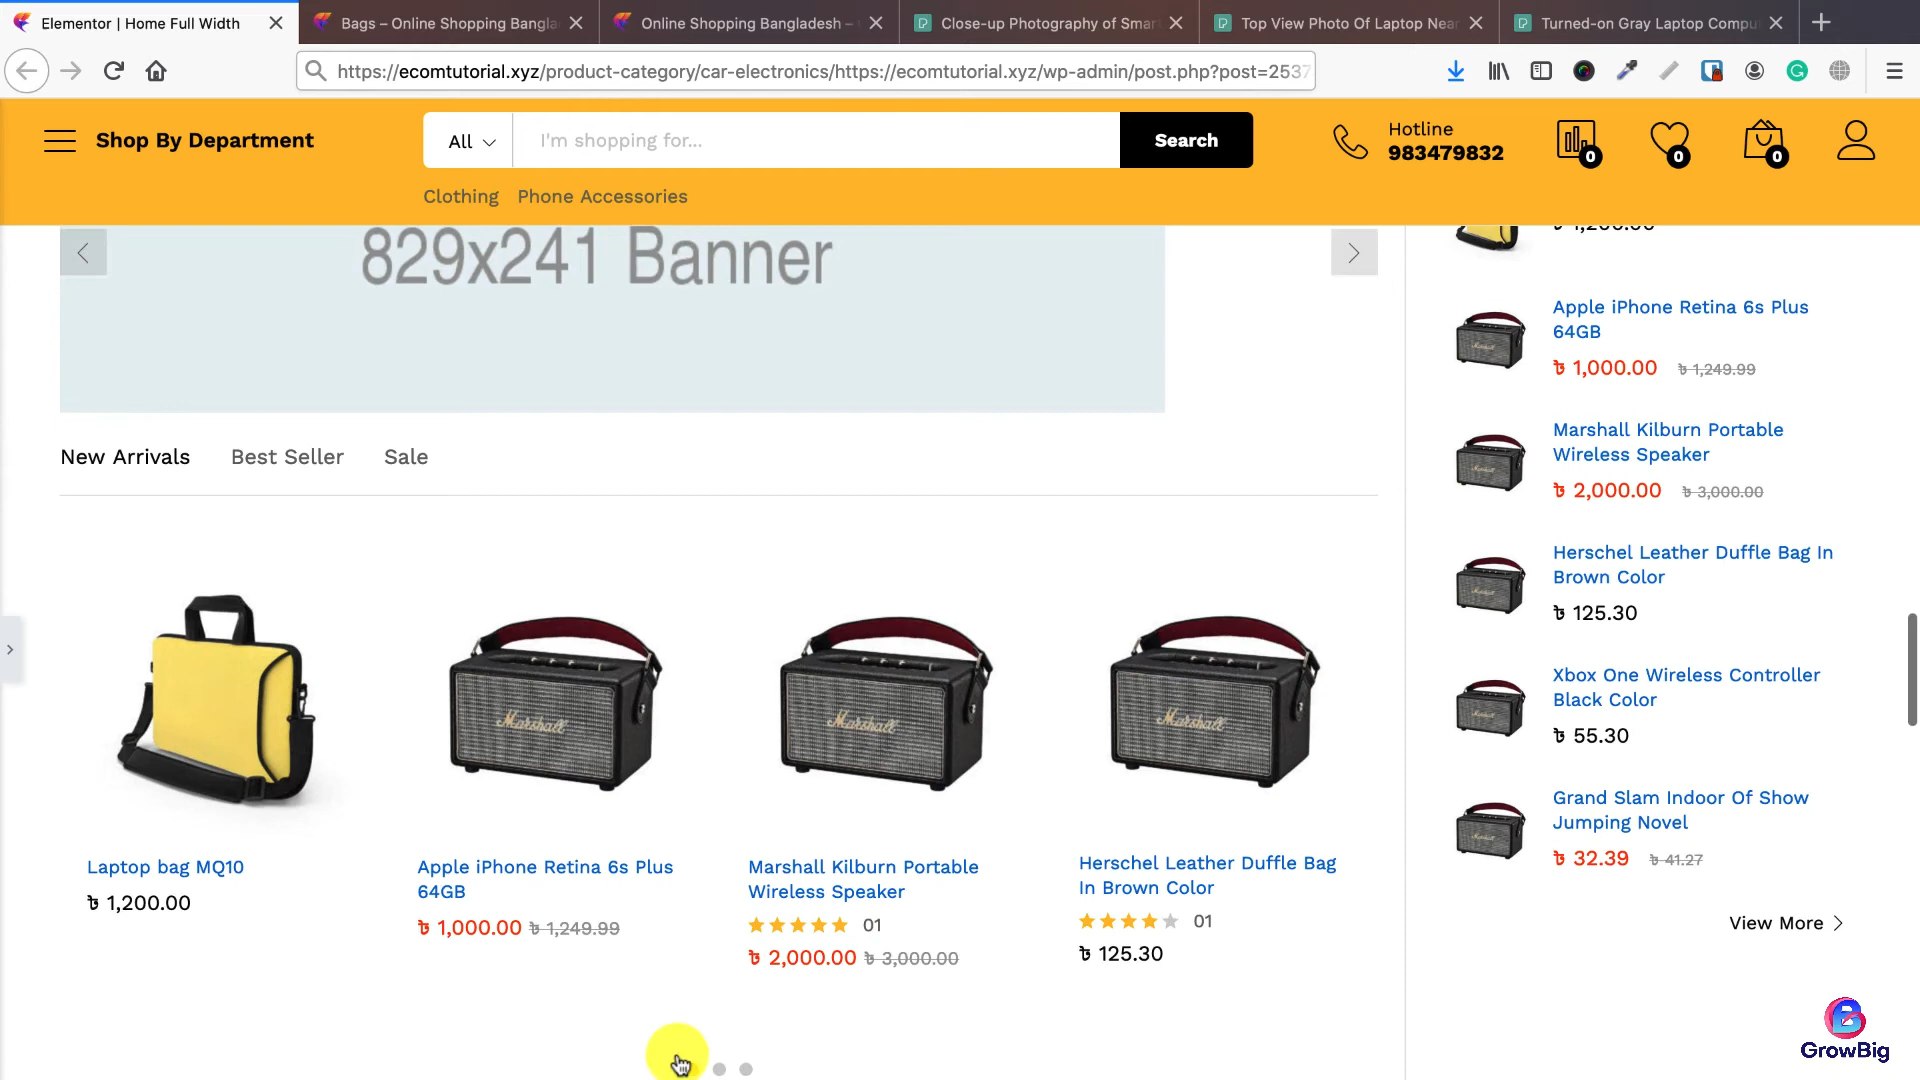 Elementor | Home Full Width
Bags – Online Shopping Bangla
Online Shopping Bangladesh –
Close-up Photography of Smar
Top View Photo Of Laptop Near
Turned-on Gray Laptop Compu
https://ecomtutorial.xyz/product-category/car-electronics/https://ecomtutorial.xyz/wp-admin/post.php?post=2537
Shop By Department
All
I'm shopping for...
Search
Hotline
983479832
0
0
0
Clothing Phone Accessories
829x241 Banner
New Arrivals Best Seller Sale
Marshall
Marshall
Marshall
Laptop bag MQ10
৳ 1,200.00
Apple iPhone Retina 6s Plus
64GB
৳ 1,000.00 ৳ 1,249.99
Marshall Kilburn Portable
Wireless Speaker
01
৳ 2,000.00 ৳ 3,000.00
Herschel Leather Duffle Bag
In Brown Color
01
৳ 125.30
Apple iPhone Retina 6s Plus
64GB
৳ 1,000.00 ৳ 1,249.99
Marshall Kilburn Portable
Wireless Speaker
৳ 2,000.00 ৳ 3,000.00
Herschel Leather Duffle Bag In
Brown Color
৳ 125.30
Xbox One Wireless Controller
Black Color
৳ 55.30
Grand Slam Indoor Of Show
Jumping Novel
৳ 32.39 ৳ 41.27
View More
GrowBig